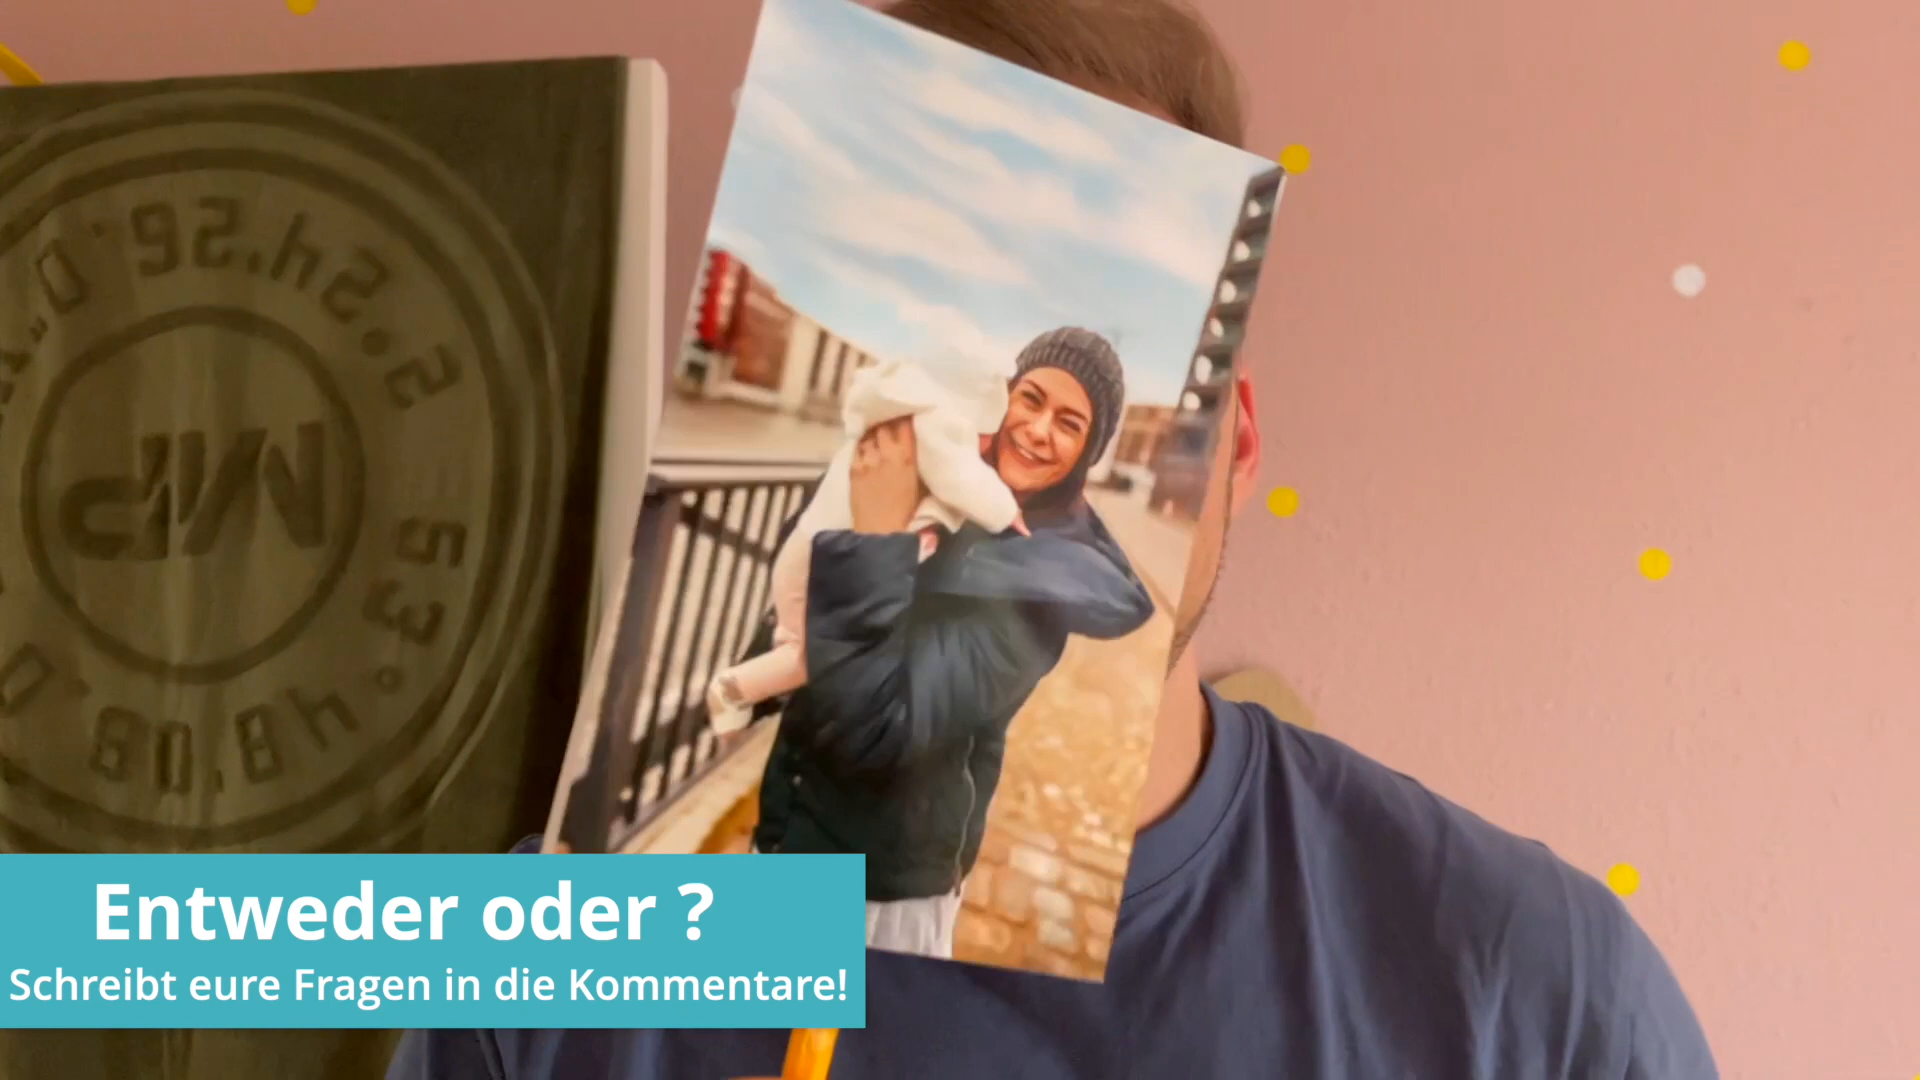 Entweder oder ?
Schreibt eure Fragen in die Kommentare!